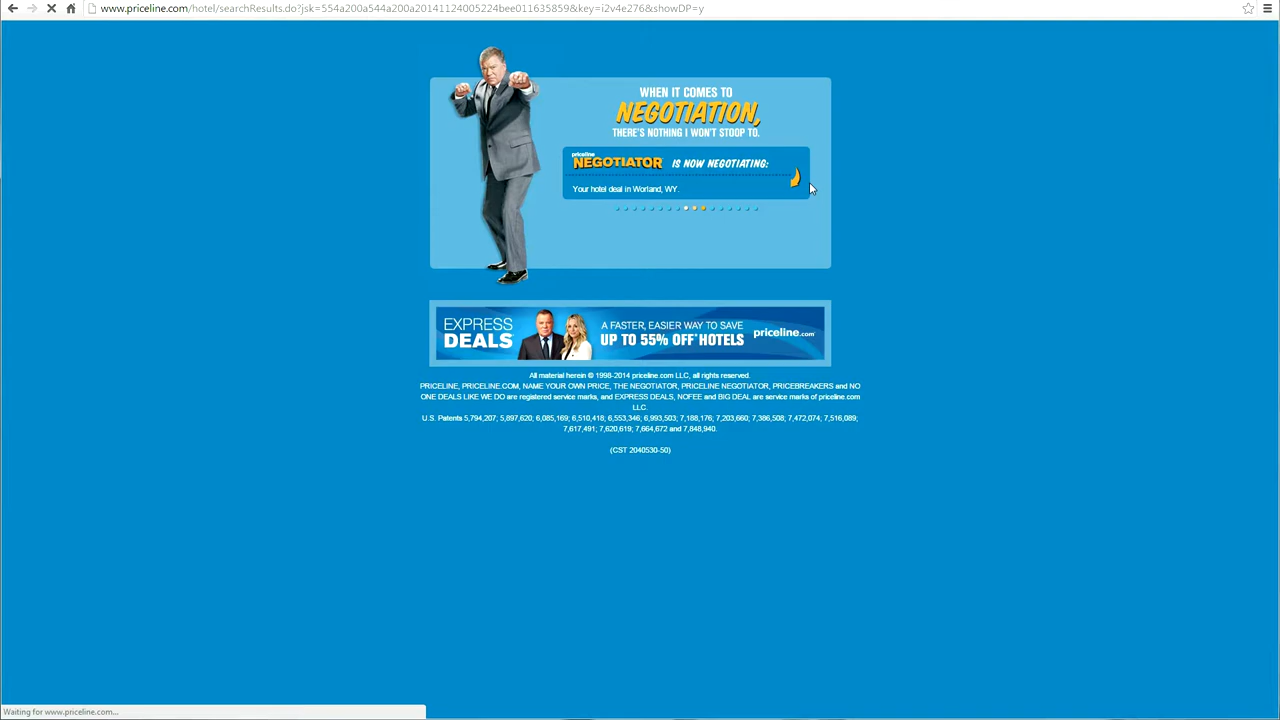 www.priceline.com/hotel/searchResults.do?jsk=554a200a544a200a20141124005224bee011635859&key=i2v4e276&showDP=y
WHEN IT COMES TO
NEGOTIATION,
THERE'S NOTHING I WON'T STOOP TO.
priceline
NEGOTIATOR IS NOW NEGOTIATING:
Your hotel deal in Worland, WY.
EXPRESS
DEALS
A FASTER, EASIER WAY TO SAVE
UP TO 55% OFF* HOTELS
priceline.com
All material herein © 1998-2014 priceline.com LLC, all rights reserved.
PRICELINE, PRICELINE.COM, NAME YOUR OWN PRICE, THE NEGOTIATOR, PRICELINE NEGOTIATOR, PRICEBREAKERS and NO
ONE DEALS LIKE WE DO are registered service marks, and EXPRESS DEALS, NOFEE and BIG DEAL are service marks of priceline.com
LLC.
U.S. Patents 5,794,207; 5,897,620; 6,085,169; 6,510,418; 6,553,346; 6,993,503; 7,188,176; 7,203,660; 7,386,508; 7,472,074; 7,516,089;
7,617,491; 7,620,619; 7,664,672 and 7,848,940.
(CST 2040530-50)
Waiting for www.priceline.com...